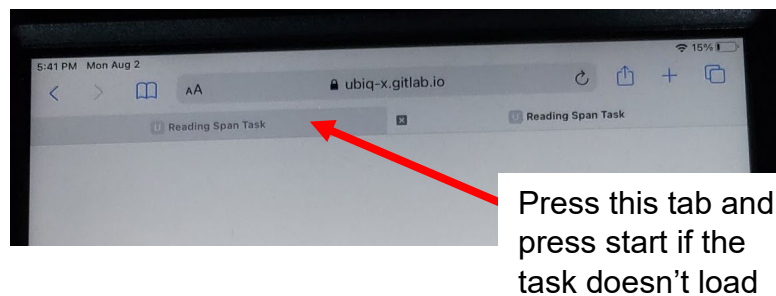 5:41 PM Mon Aug 2 15%
AA ubiq-x.gitlab.io
U Reading Span Task U Reading Span Task
Press this tab and
press start if the
task doesn’t load